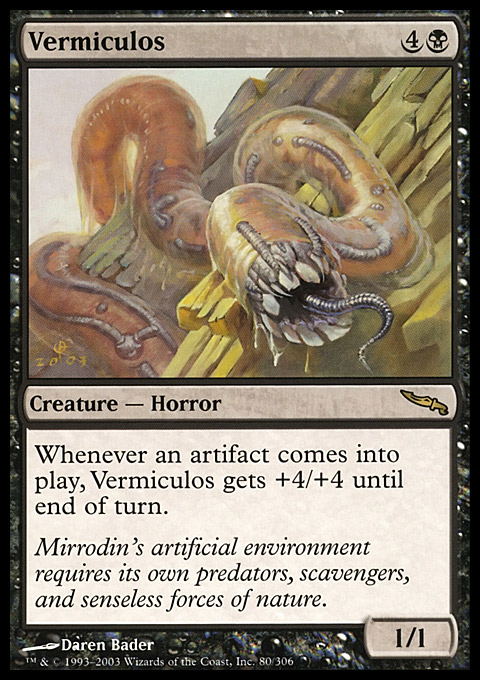 Vermiculos 4
2003
Creature — Horror
Whenever an artifact comes into
play, Vermiculos gets +4/+4 until
end of turn.
Mirrodin's artificial environment
requires its own predators, scavengers,
and senseless forces of nature.
Daren Bader
1/1
™ & © 1993–2003 Wizards of the Coast, Inc. 80/306